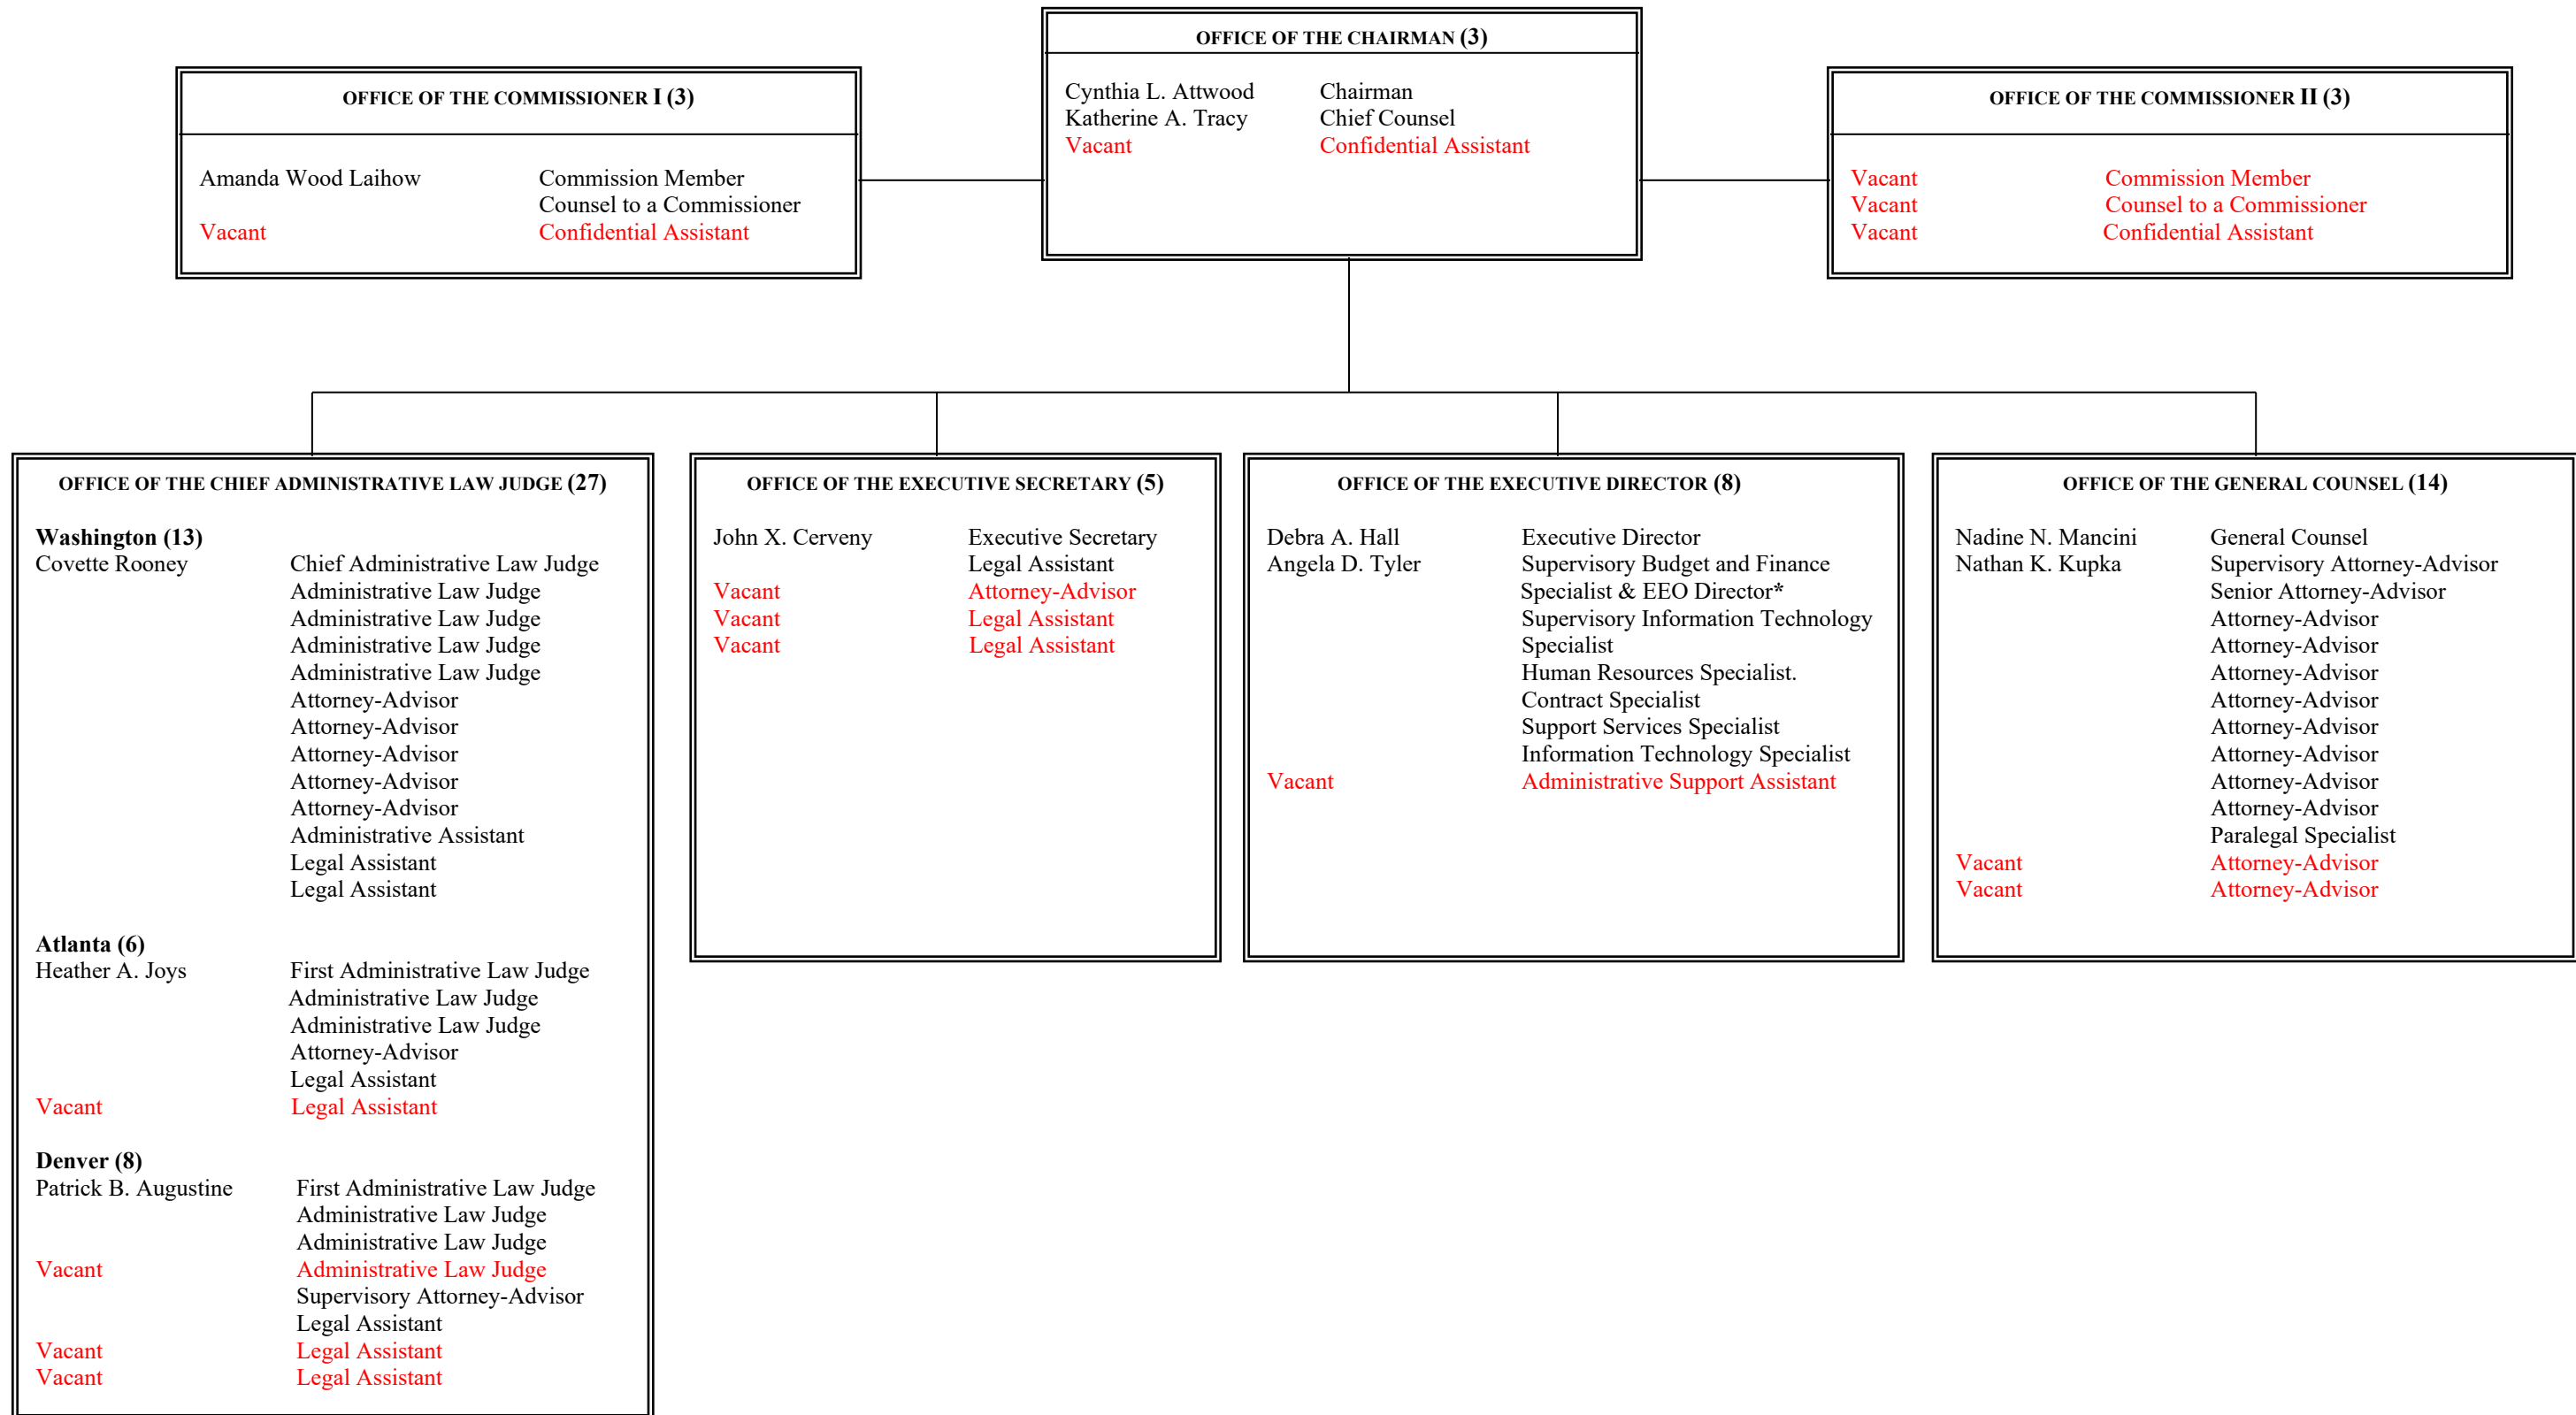 OFFICE OF THE CHAIRMAN (3)
Cynthia L. Attwood Chairman
Katherine A. Tracy Chief Counsel
Vacant Confidential Assistant
OFFICE OF THE COMMISSIONER I (3)
Amanda Wood Laihow Commission Member
Counsel to a Commissioner
Vacant Confidential Assistant
OFFICE OF THE COMMISSIONER II (3)
Vacant Commission Member
Vacant Counsel to a Commissioner
Vacant Confidential Assistant
OFFICE OF THE CHIEF ADMINISTRATIVE LAW JUDGE (27)
Washington (13)
Covette Rooney Chief Administrative Law Judge
Administrative Law Judge
Administrative Law Judge
Administrative Law Judge
Administrative Law Judge
Attorney-Advisor
Attorney-Advisor
Attorney-Advisor
Attorney-Advisor
Attorney-Advisor
Administrative Assistant
Legal Assistant
Legal Assistant
Atlanta (6)
Heather A. Joys First Administrative Law Judge
Administrative Law Judge
Administrative Law Judge
Attorney-Advisor
Legal Assistant
Vacant Legal Assistant
Denver (8)
Patrick B. Augustine First Administrative Law Judge
Administrative Law Judge
Administrative Law Judge
Vacant Administrative Law Judge
Supervisory Attorney-Advisor
Legal Assistant
Vacant Legal Assistant
Vacant Legal Assistant
OFFICE OF THE EXECUTIVE SECRETARY (5)
John X. Cerveny Executive Secretary
Legal Assistant
Vacant Attorney-Advisor
Vacant Legal Assistant
Vacant Legal Assistant
OFFICE OF THE EXECUTIVE DIRECTOR (8)
Debra A. Hall Executive Director
Angela D. Tyler Supervisory Budget and Finance
Specialist & EEO Director*
Supervisory Information Technology
Specialist
Human Resources Specialist.
Contract Specialist
Support Services Specialist
Information Technology Specialist
Vacant Administrative Support Assistant
OFFICE OF THE GENERAL COUNSEL (14)
Nadine N. Mancini General Counsel
Nathan K. Kupka Supervisory Attorney-Advisor
Senior Attorney-Advisor
Attorney-Advisor
Attorney-Advisor
Attorney-Advisor
Attorney-Advisor
Attorney-Advisor
Attorney-Advisor
Attorney-Advisor
Attorney-Advisor
Paralegal Specialist
Vacant Attorney-Advisor
Vacant Attorney-Advisor